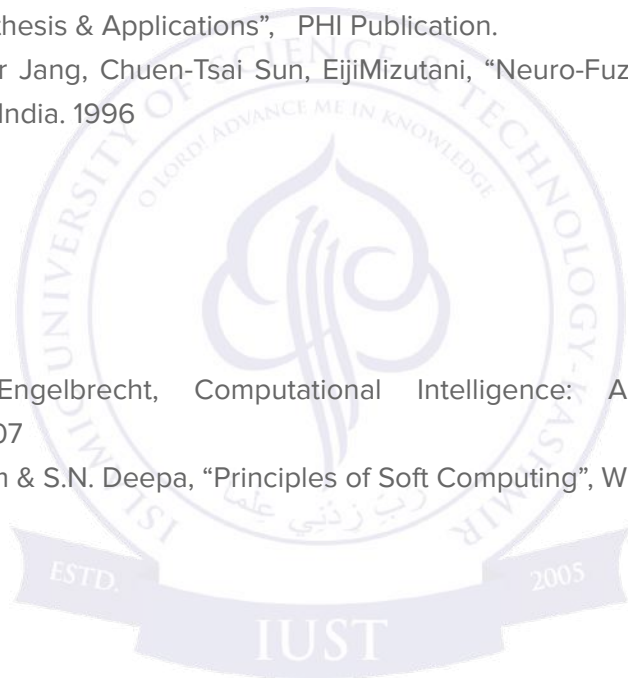 thesis & Applications”, PHI Publication.
r Jang, Chuen-Tsai Sun, EijiMizutani, “Neuro-Fuz
India. 1996
Engelbrecht, Computational Intelligence: A
07
n & S.N. Deepa, “Principles of Soft Computing”, W
ISLAMIC UNIVERSITY OF SCIENCE & TECHNOLOGY-KASHMIR
O LORD! ADVANCE ME IN KNOWLEDGE
رَبِّ زِدْنِي عِلْمًا
ESTD.
2005
IUST